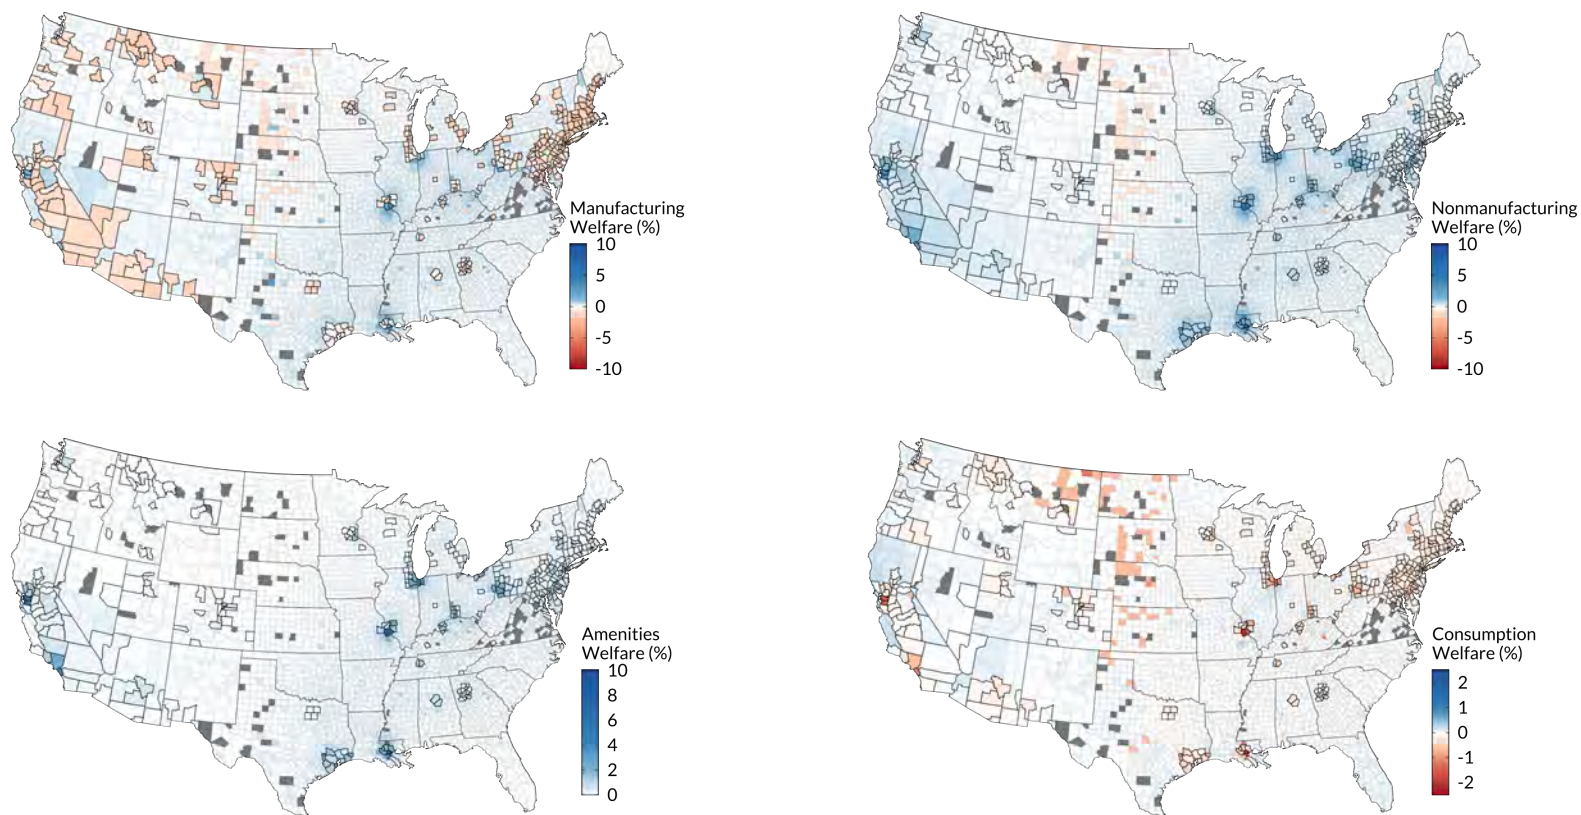 Manufacturing
Welfare (%)
10
5
0
-5
-10
Nonmanufacturing
Welfare (%)
10
5
0
-5
-10
Amenities
Welfare (%)
10
8
6
4
2
0
Consumption
Welfare (%)
2
1
0
-1
-2